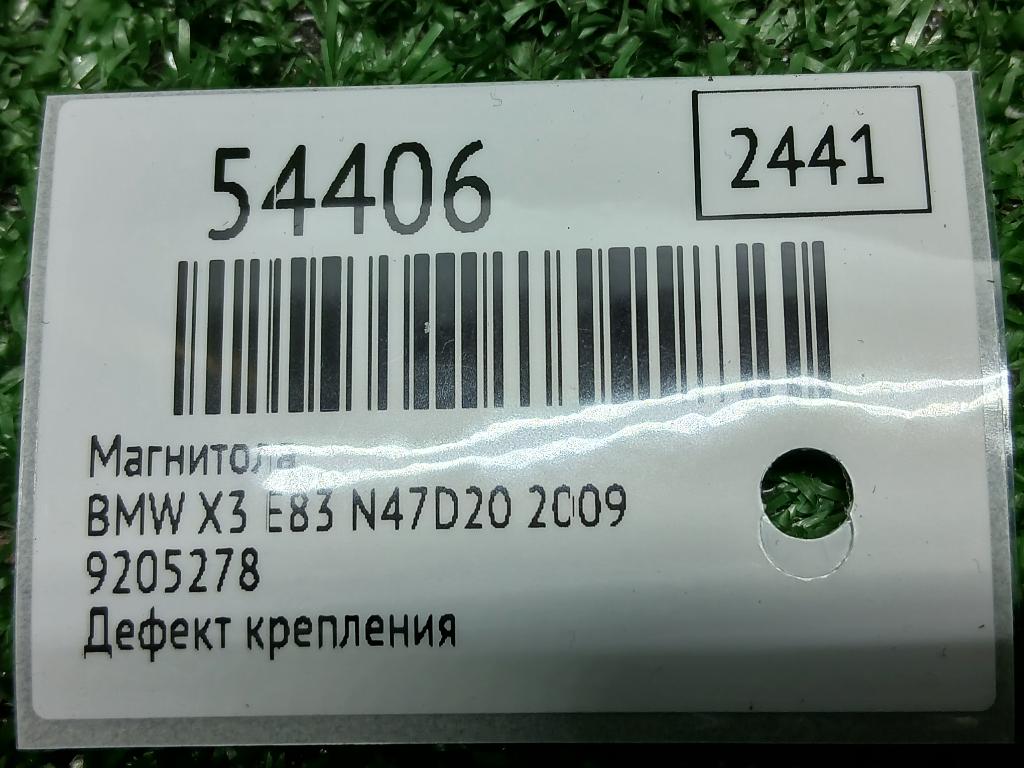 54406
2441
Магнитола
BMW X3 E83 N47D20 2009
9205278
Дефект крепления